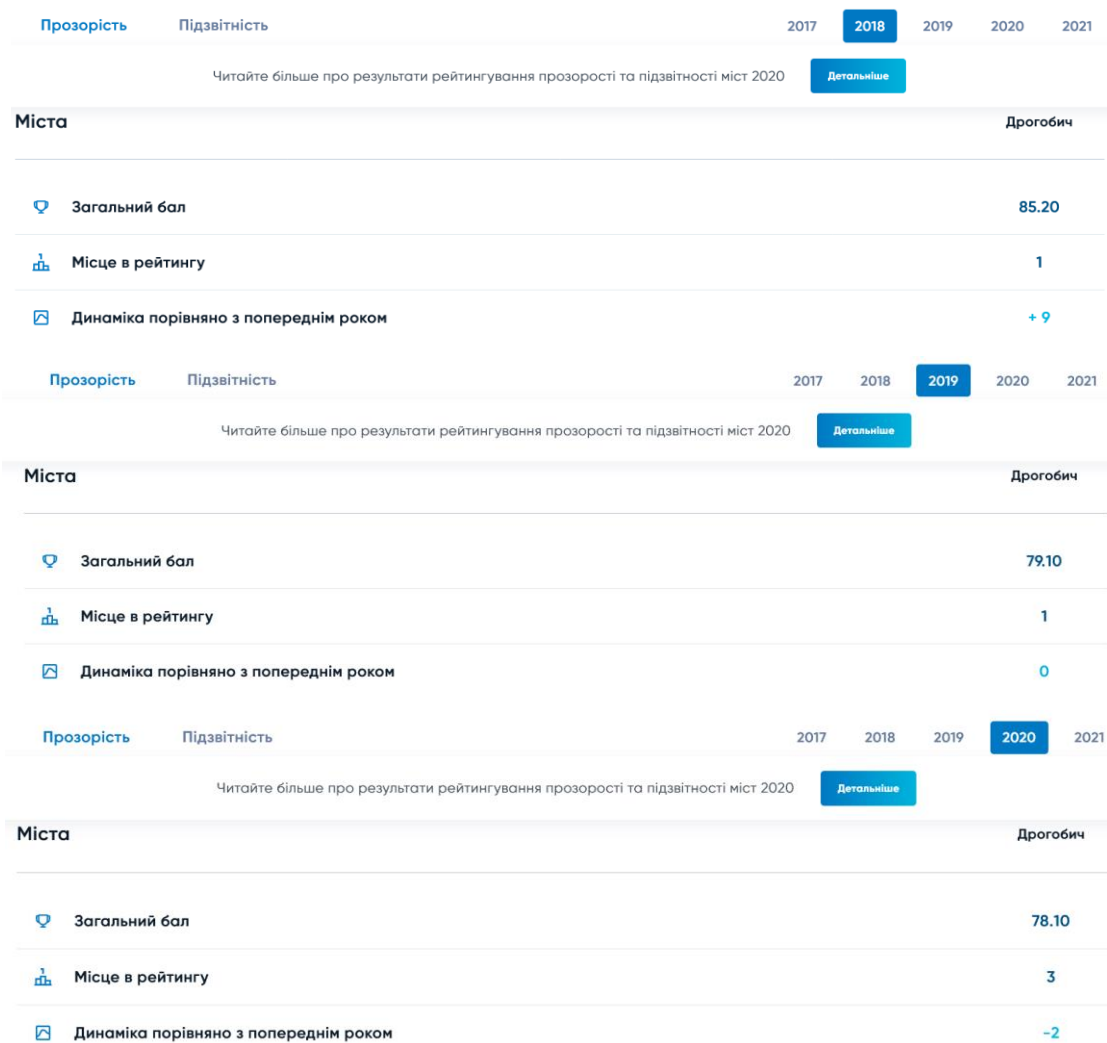 Прозорість Підзвітність 2017 2018 2019 2020 2021
Читайте більше про результати рейтингування прозорості та підзвітності міст 2020 Детальніше
Міста Дрогобич
Загальний бал 85.20
Місце в рейтингу 1
Динаміка порівняно з попереднім роком + 9
Прозорість Підзвітність 2017 2018 2019 2020 2021
Читайте більше про результати рейтингування прозорості та підзвітності міст 2020 Детальніше
Міста Дрогобич
Загальний бал 79.10
Місце в рейтингу 1
Динаміка порівняно з попереднім роком 0
Прозорість Підзвітність 2017 2018 2019 2020 2021
Читайте більше про результати рейтингування прозорості та підзвітності міст 2020 Детальніше
Міста Дрогобич
Загальний бал 78.10
Місце в рейтингу 3
Динаміка порівняно з попереднім роком -2